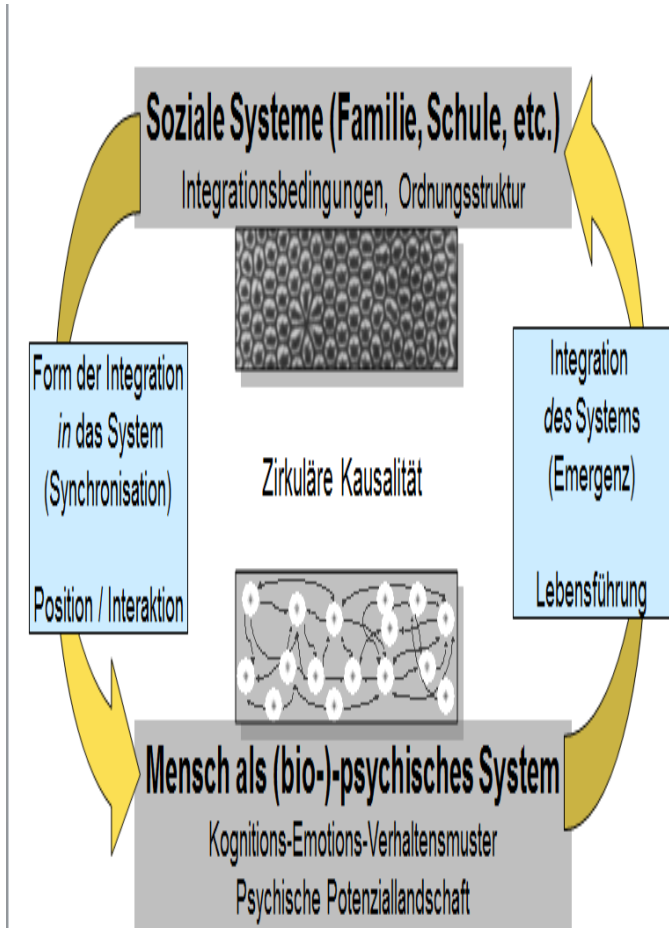 Soziale Systeme (Familie, Schule, etc.)
Integrationsbedingungen, Ordnungsstruktur
Form der Integration
in das System
(Synchronisation)
Position / Interaktion
Zirkuläre Kausalität
Integration
des Systems
(Emergenz)
Lebensführung
Mensch als (bio-)-psychisches System
Kognitions-Emotions-Verhaltensmuster
Psychische Potenziallandschaft